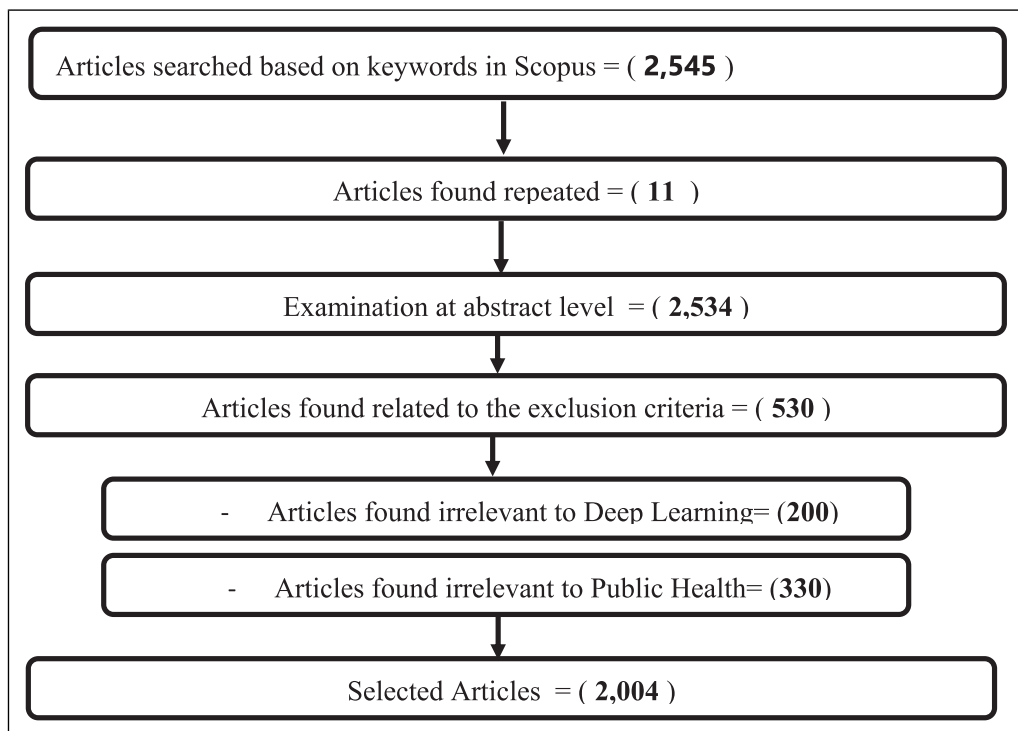 Articles searched based on keywords in Scopus = ( 2,545 )
Articles found repeated = ( 11 )
Examination at abstract level = ( 2,534 )
Articles found related to the exclusion criteria = ( 530 )
- Articles found irrelevant to Deep Learning= (200)
- Articles found irrelevant to Public Health= (330)
Selected Articles = ( 2,004 )